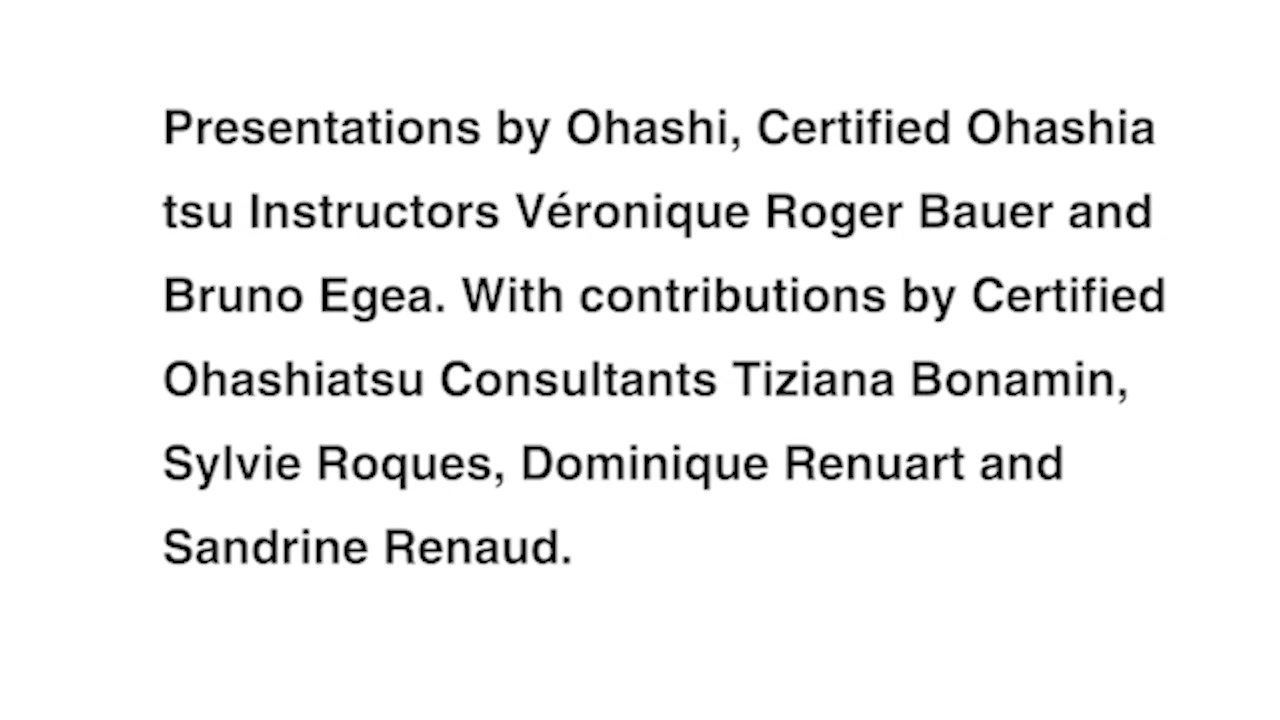 Presentations by Ohashi, Certified Ohashia
tsu Instructors Véronique Roger Bauer and
Bruno Egea. With contributions by Certified
Ohashiatsu Consultants Tiziana Bonamin,
Sylvie Roques, Dominique Renuart and
Sandrine Renaud.